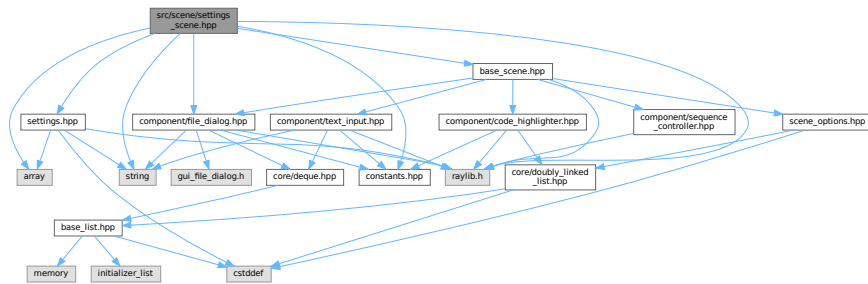 src/scene/settings
_scene.hpp
base_scene.hpp
settings.hpp
component/file_dialog.hpp
component/text_input.hpp
component/code_highlighter.hpp
component/sequence
_controller.hpp
scene_options.hpp
array
string
gui_file_dialog.h
core/deque.hpp
constants.hpp
raylib.h
core/doubly_linked
_list.hpp
base_list.hpp
memory
initializer_list
cstddef